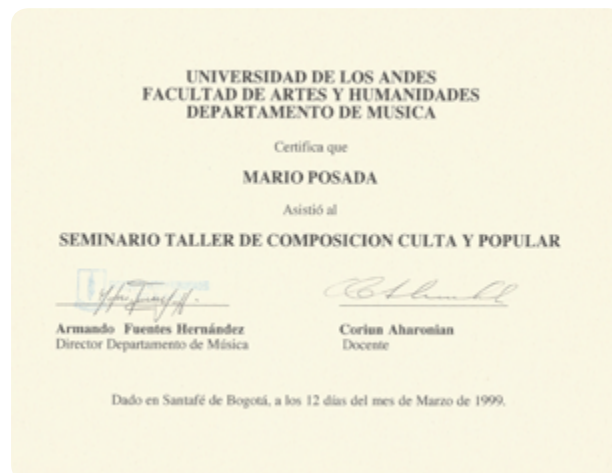 UNIVERSIDAD DE LOS ANDES
FACULTAD DE ARTES Y HUMANIDADES
DEPARTAMENTO DE MUSICA
Certifica que
MARIO POSADA
Asistió al
SEMINARIO TALLER DE COMPOSICION CULTA Y POPULAR
Armando Fuentes Hernández
Director Departamento de Música
Coriun Aharonian
Docente
Dado en Santafé de Bogotá, a los 12 días del mes de Marzo de 1999.